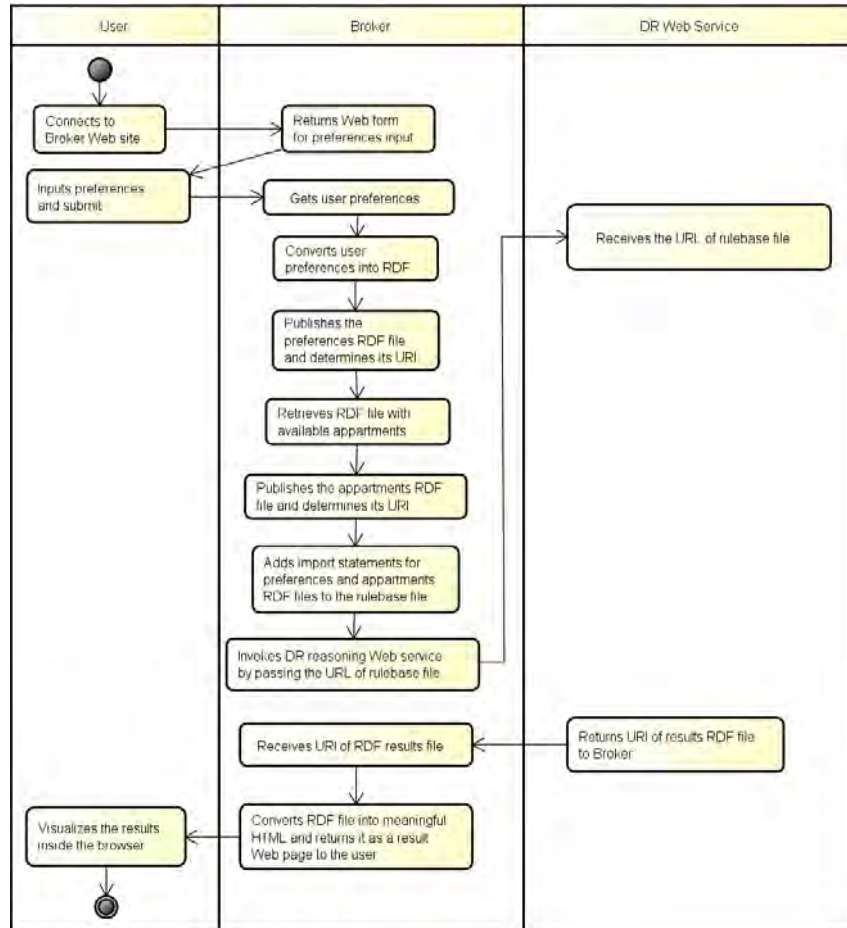 User
Broker
DR Web Service
Connects to
Broker Web site
Returns Web form
for preferences input
Inputs preferences
and submit
Gets user preferences
Receives the URL of rulebase file
Converts user
preferences into RDF
Publishes the
preferences RDF file
and determines its URI
Retrieves RDF file with
available appartments
Publishes the appartments RDF
file and determines its URI
Adds import statements for
preferences and appartments
RDF files to the rulebase file
Invokes DR reasoning Web service
by passing the URL of rulebase file
Returns URI of results RDF file
to Broker
Receives URI of RDF results file
Converts RDF file into meaningful
HTML and returns it as a result
Web page to the user
Visualizes the results
inside the browser